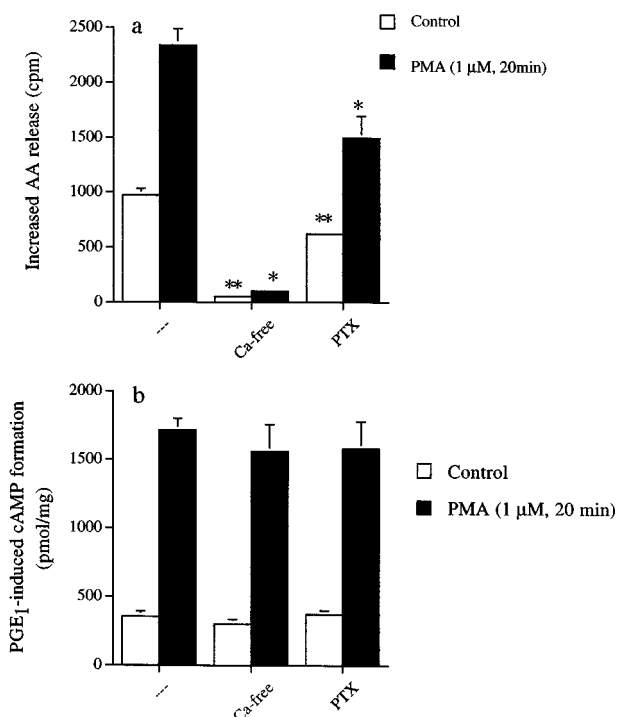 a
Increased AA release (cpm)
2500
2000
1500
1000
500
0
**
*
**
*
---
Ca-free
PTX
Control
PMA (1 μM, 20min)
b
PGE1-induced cAMP formation
(pmol/mg)
2000
1500
1000
500
0
---
Ca-free
PTX
Control
PMA (1 μM, 20 min)